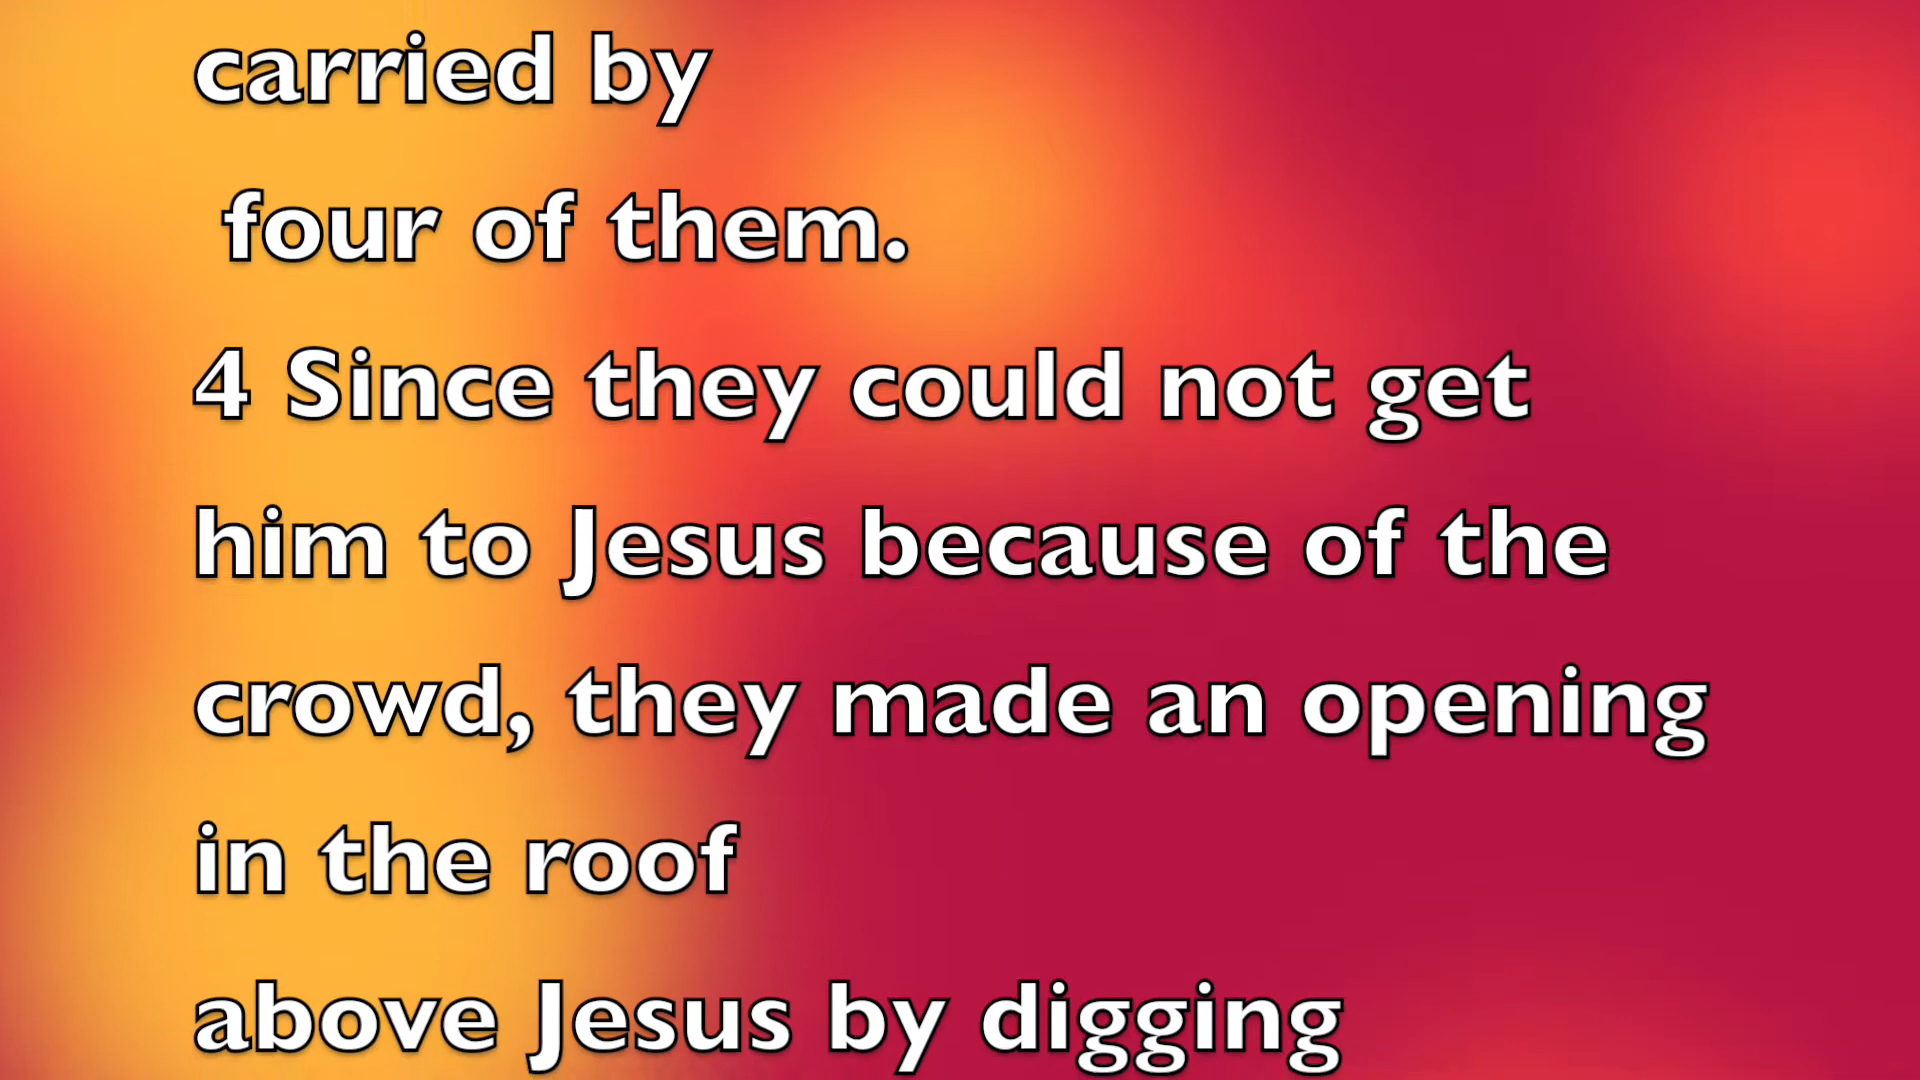 carried by
four of them.
4 Since they could not get
him to Jesus because of the
crowd, they made an opening
in the roof
above Jesus by digging